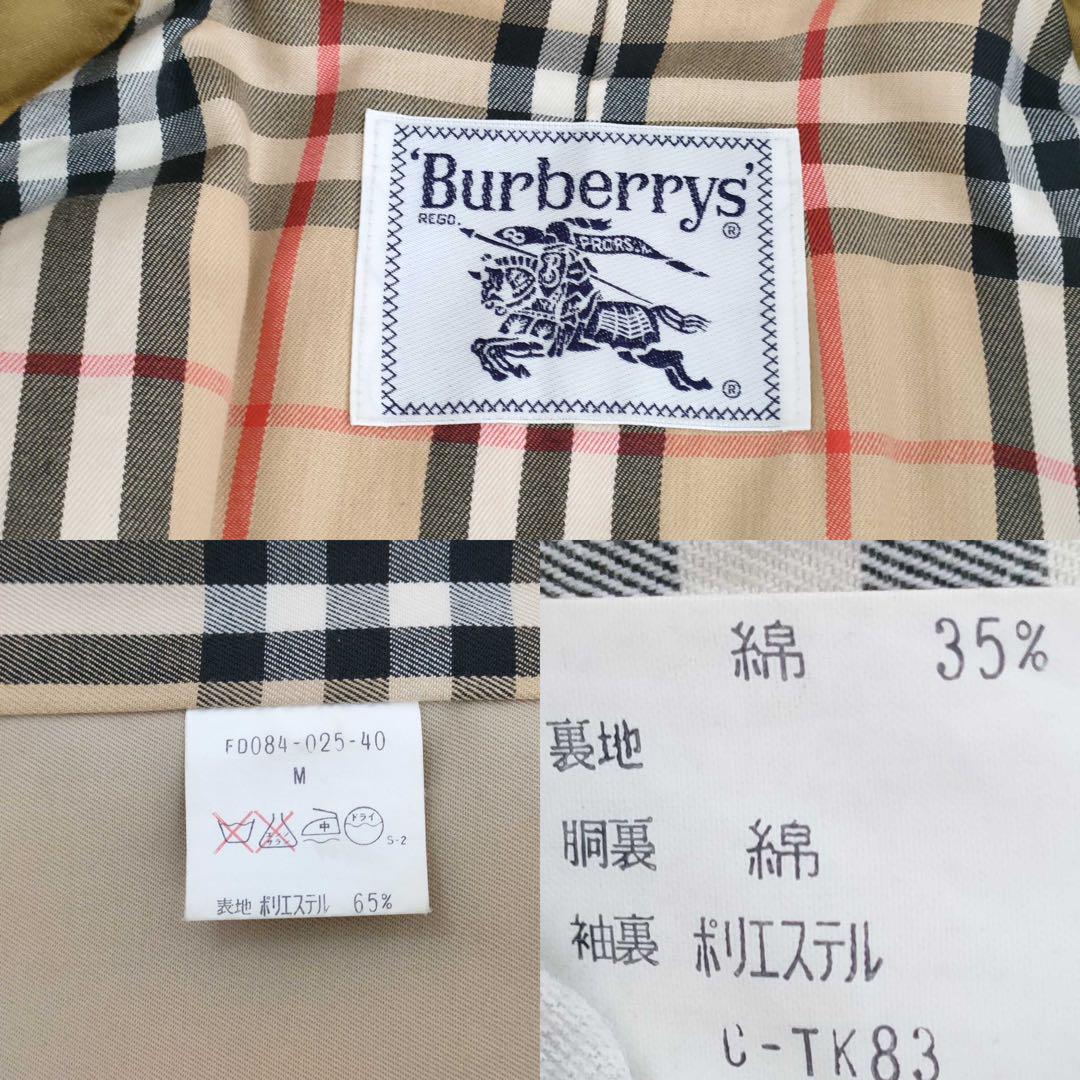 'Burberrys'
REGD.
PRORSUM
®
®
FD084-025-40
M
中 ドライ
S-2
表地 ポリエステル 65%
綿 35%
裏地
胴裏 綿
袖裏 ポリエステル
C-TK83